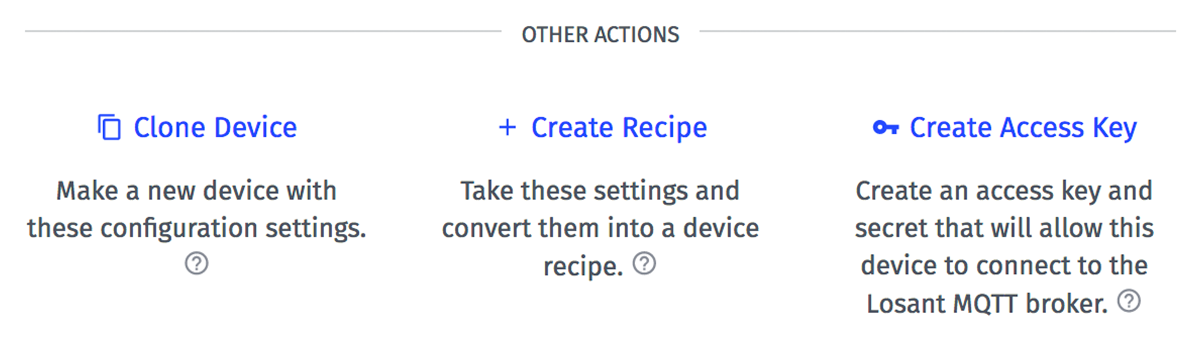 OTHER ACTIONS
Clone Device
Make a new device with
these configuration settings.
Create Recipe
Take these settings and
convert them into a device
recipe.
Create Access Key
Create an access key and
secret that will allow this
device to connect to the
Losant MQTT broker.